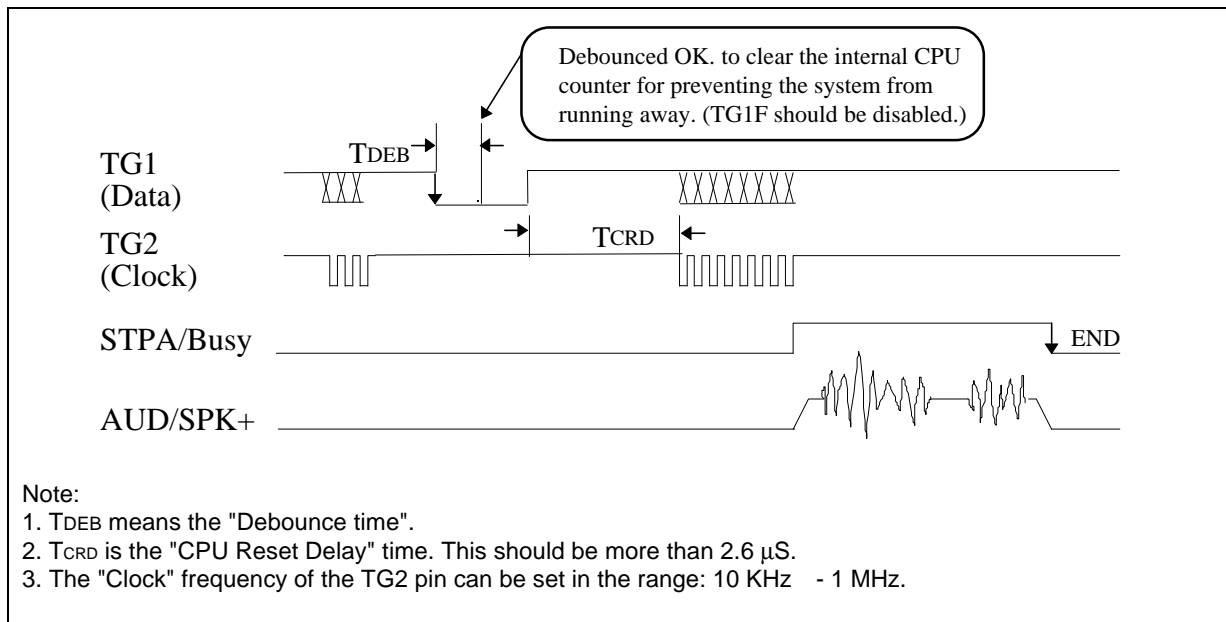 Debounced OK. to clear the internal CPU
counter for preventing the system from
running away. (TG1F should be disabled.)
TDEB
TG1
(Data)
TCRD
TG2
(Clock)
STPA/Busy
END
AUD/SPK+
Note:
1. TDEB means the "Debounce time".
2. TCRD is the "CPU Reset Delay" time. This should be more than 2.6 μS.
3. The "Clock" frequency of the TG2 pin can be set in the range: 10 KHz - 1 MHz.